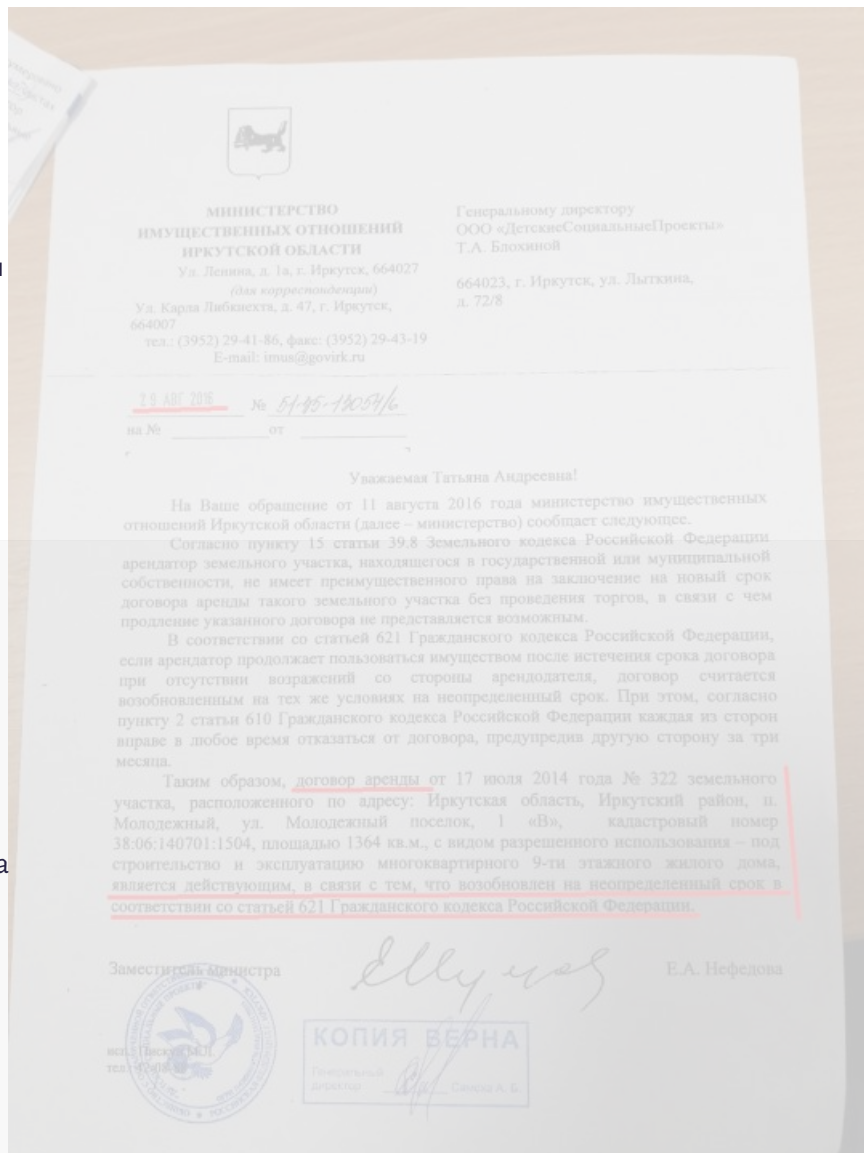 МИНИСТЕРСТВО
ИМУЩЕСТВЕННЫХ ОТНОШЕНИЙ
ИРКУТСКОЙ ОБЛАСТИ
Ул. Ленина, д. 1а, г. Иркутск, 664027
(для корреспонденции)
Ул. Карла Либкнехта, д. 47, г. Иркутск,
664007
тел.: (3952) 29-41-86, факс: (3952) 29-43-19
E-mail: imus@govirk.ru
Генеральному директору
ООО «ДетскиеСоциальныеПроекты»
Т.А. Блохиной
664023, г. Иркутск, ул. Лыткина,
д. 72/8
29 АВГ 2016 №
на № от
Уважаемая Татьяна Андреевна!
На Ваше обращение от 11 августа 2016 года министерство имущественных
отношений Иркутской области (далее – министерство) сообщает следующее.
Согласно пункту 15 статьи 39.8 Земельного кодекса Российской Федерации
арендатор земельного участка, находящегося в государственной или муниципальной
собственности, не имеет преимущественного права на заключение на новый срок
договора аренды такого земельного участка без проведения торгов, в связи с чем
продление указанного договора не представляется возможным.
В соответствии со статьей 621 Гражданского кодекса Российской Федерации,
если арендатор продолжает пользоваться имуществом после истечения срока договора
при отсутствии возражений со стороны арендодателя, договор считается
возобновленным на тех же условиях на неопределенный срок. При этом, согласно
пункту 2 статьи 610 Гражданского кодекса Российской Федерации каждая из сторон
вправе в любое время отказаться от договора, предупредив другую сторону за три
месяца.
Таким образом, договор аренды от 17 июля 2014 года № 322 земельного
участка, расположенного по адресу: Иркутская область, Иркутский район, п.
Молодежный, ул. Молодежный поселок, 1 «В», кадастровый номер
38:06:140701:1504, площадью 1364 кв.м., с видом разрешенного использования – под
строительство и эксплуатацию многоквартирного 9-ти этажного жилого дома,
является действующим, в связи с тем, что возобновлен на неопределенный срок в
соответствии со статьей 621 Гражданского кодекса Российской Федерации.
Заместитель министра Е.А. Нефедова
КОПИЯ ВЕРНА
Генеральный
директор